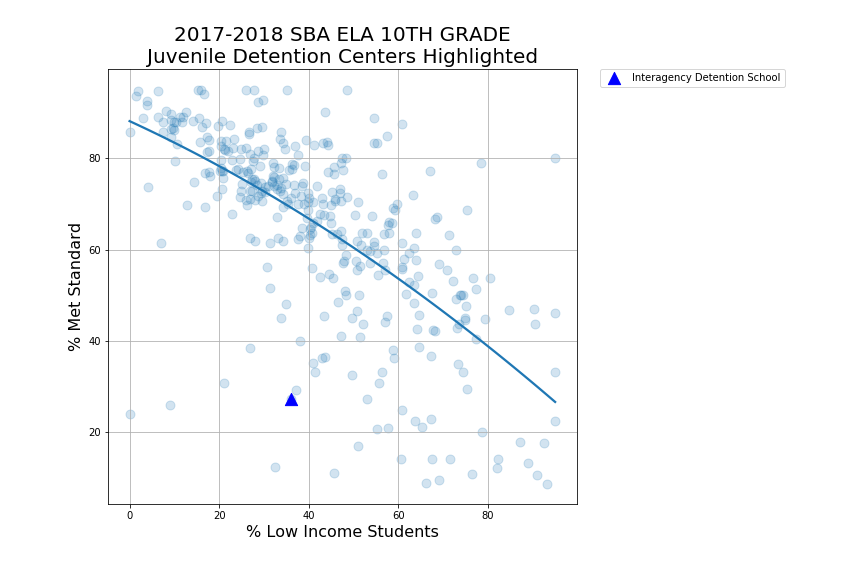 2017-2018 SBA ELA 10TH GRADE
Juvenile Detention Centers Highlighted
Interagency Detention School
% Met Standard
80
60
40
20
0
20
40
60
80
% Low Income Students